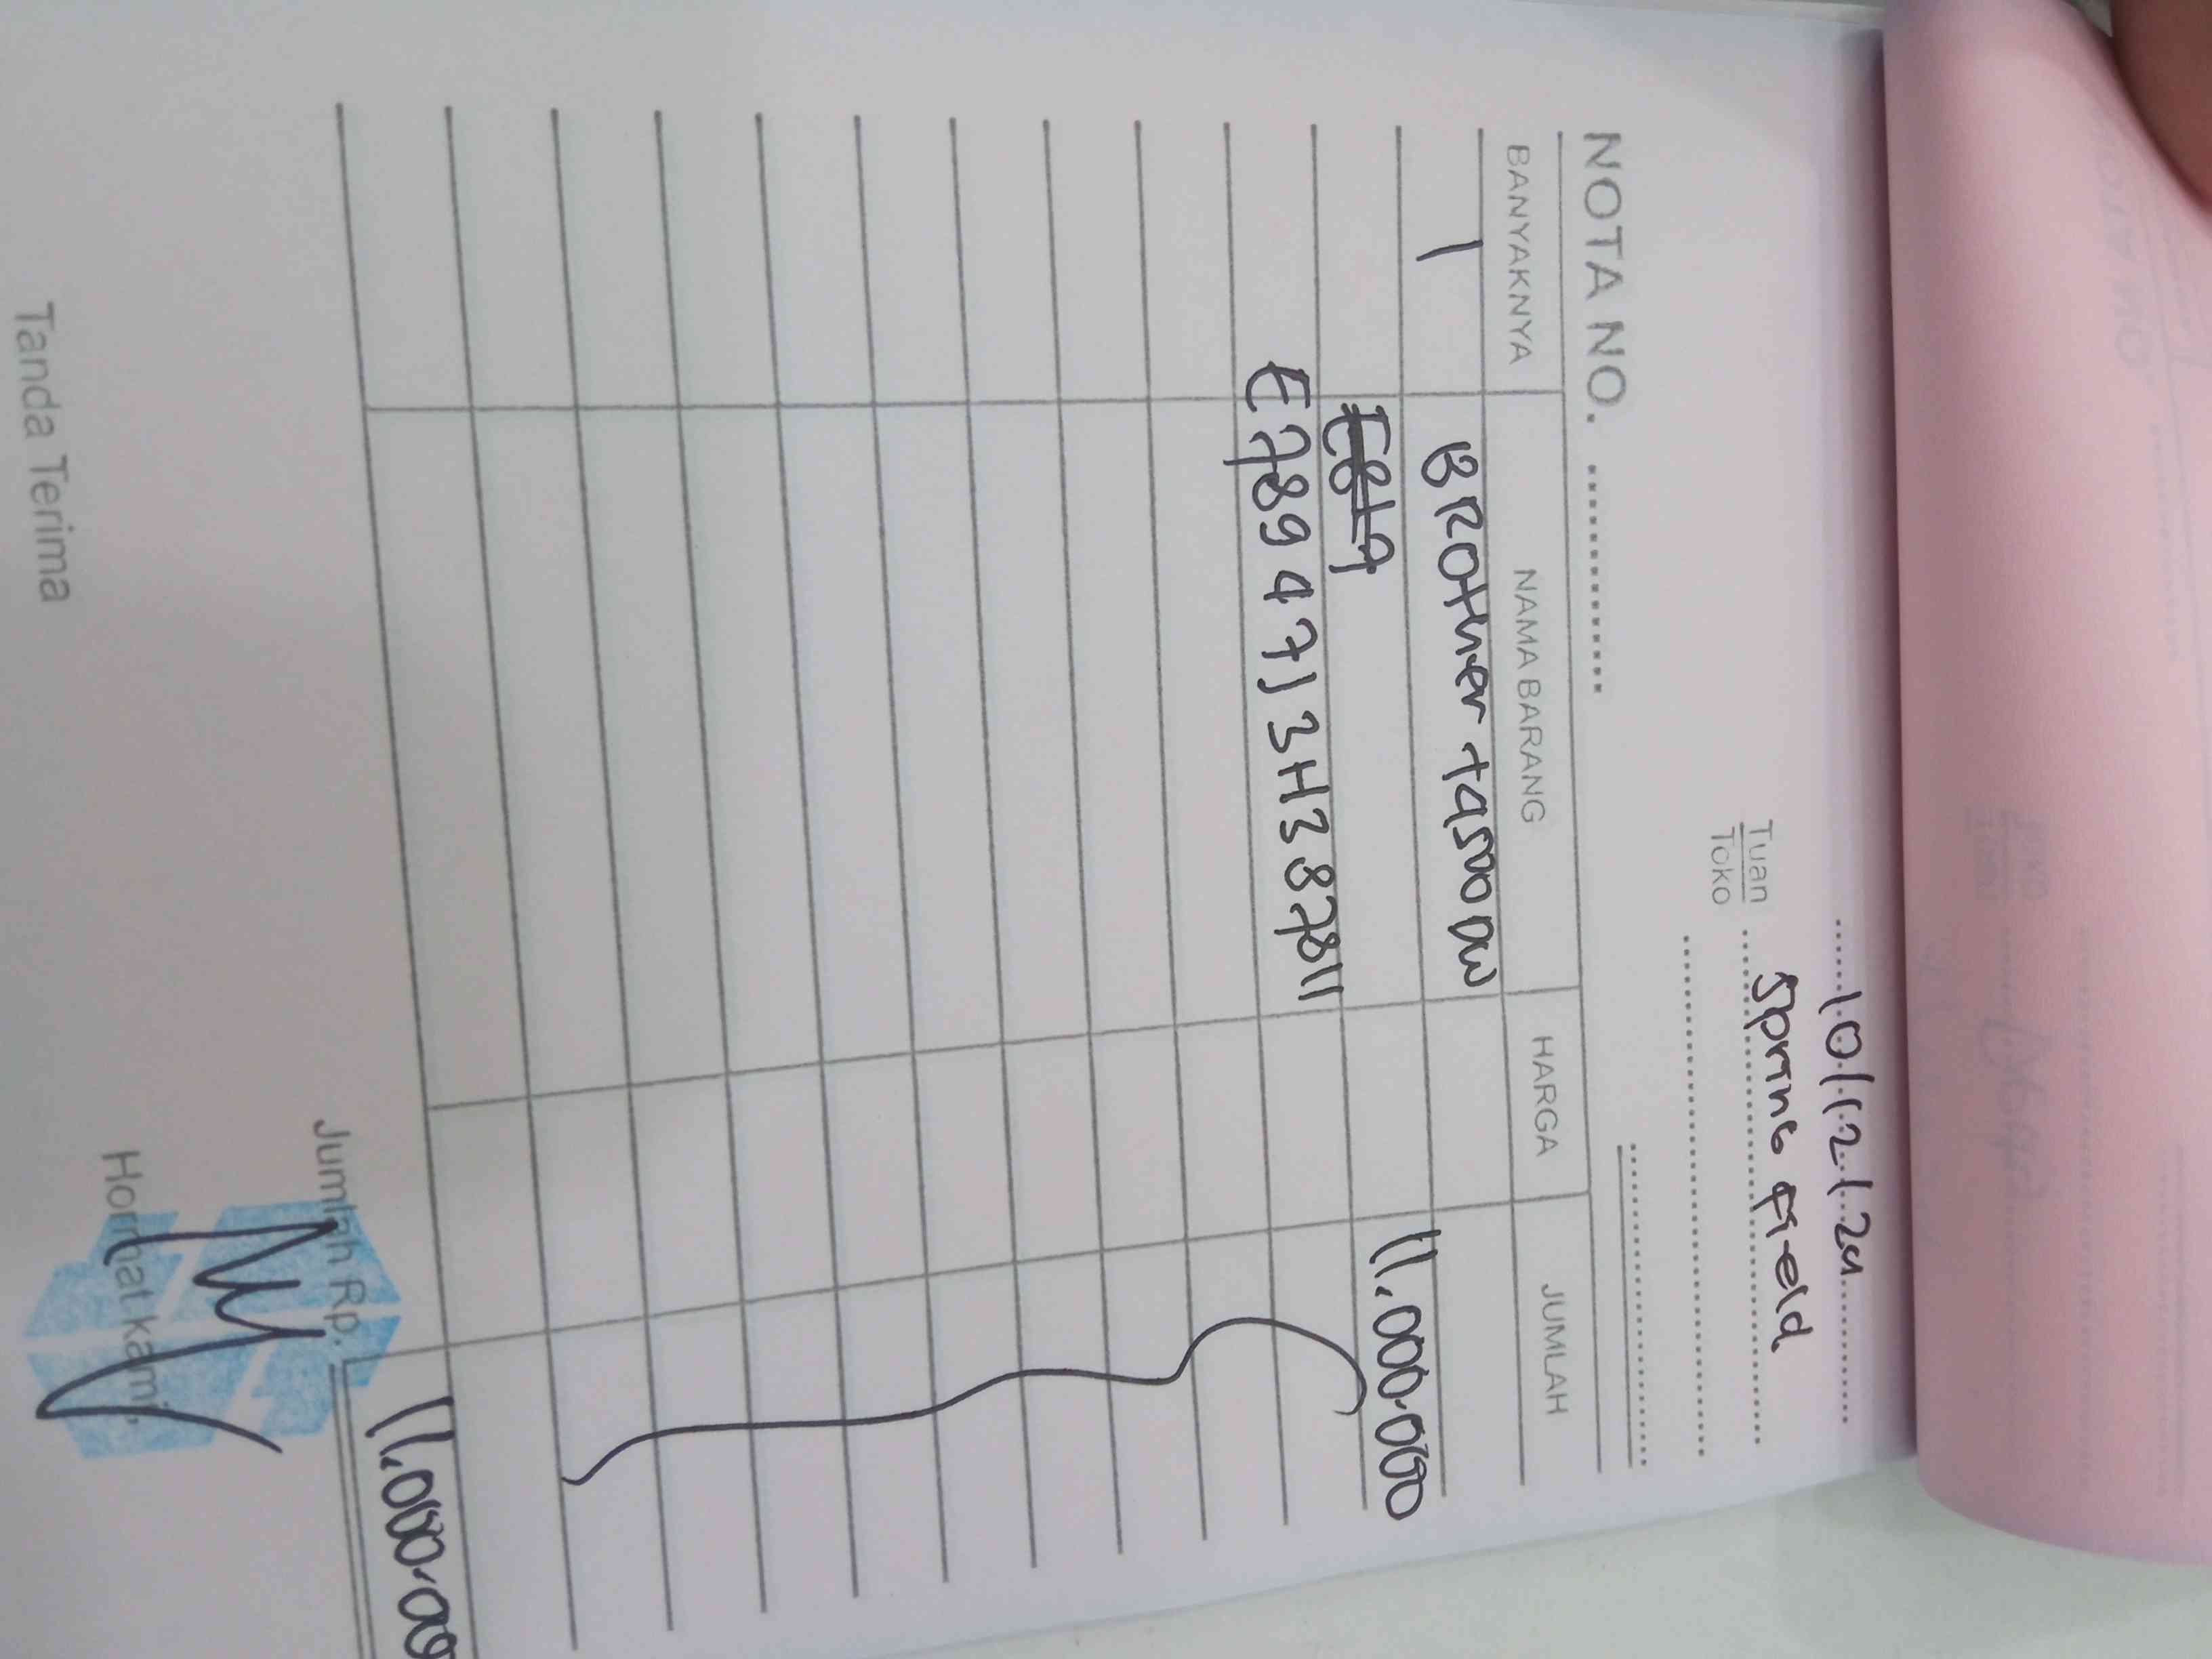 10/12/24
Tuan
Toko
Spring Field
NOTA NO.
BANYAKNYA NAMA BARANG HARGA JUMLAH
1 BROTHER T4500DW
11.000.000
E78947J3H387811
Jumlah Rp. 11.000.000
Tanda Terima Hormat kami,